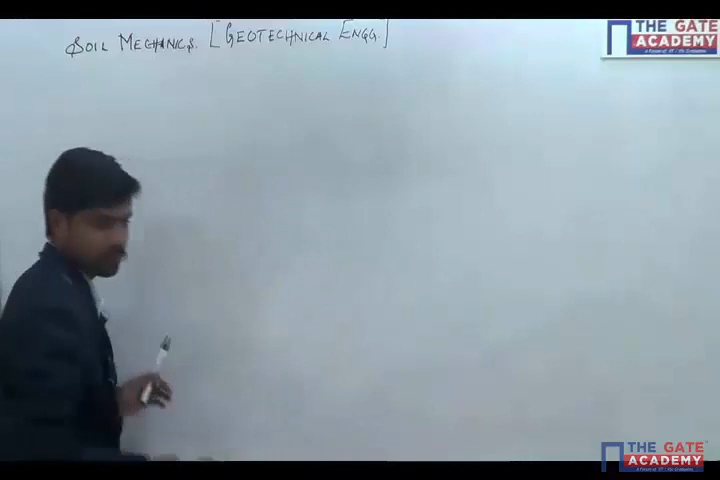 SOIL MECHANICS. [GEOTECHNICAL ENGG.]
THE GATE
ACADEMY
THE GATE
ACADEMY